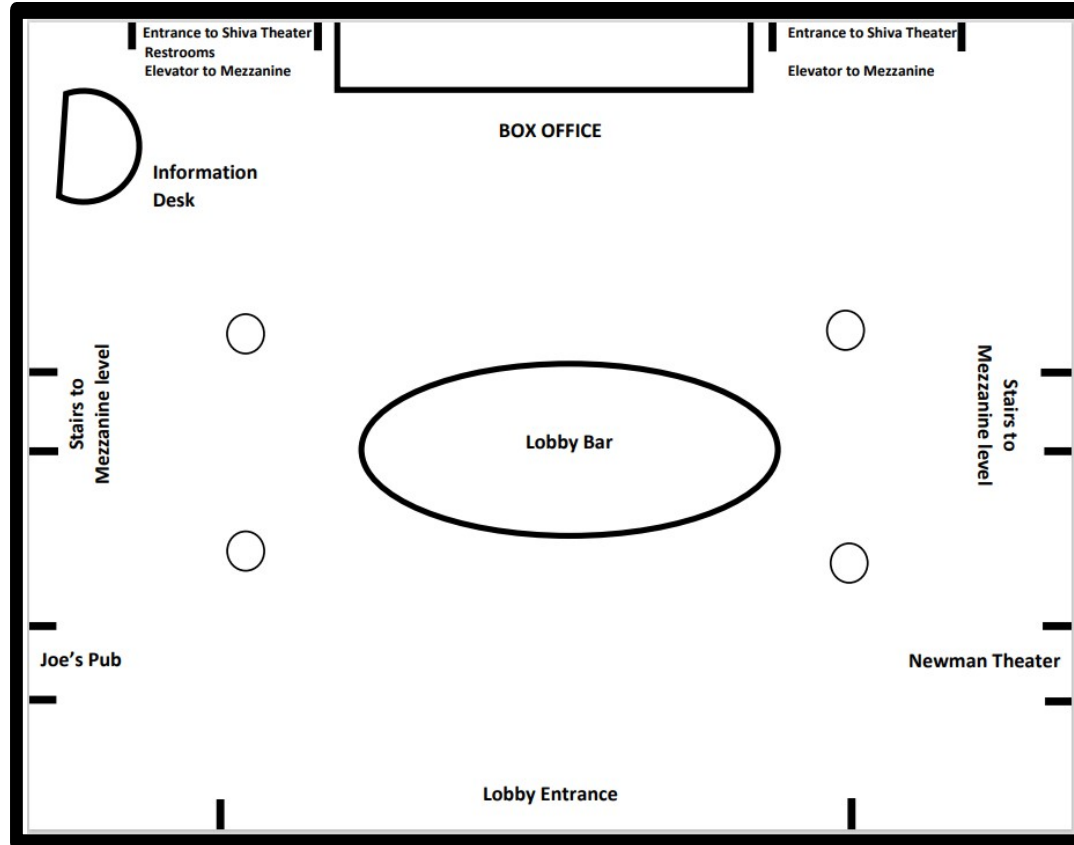 Entrance to Shiva Theater
Restrooms
Elevator to Mezzanine
Entrance to Shiva Theater
Elevator to Mezzanine
BOX OFFICE
Information
Desk
Stairs to
Mezzanine level
Lobby Bar
Stairs to
Mezzanine level
Joe’s Pub
Newman Theater
Lobby Entrance